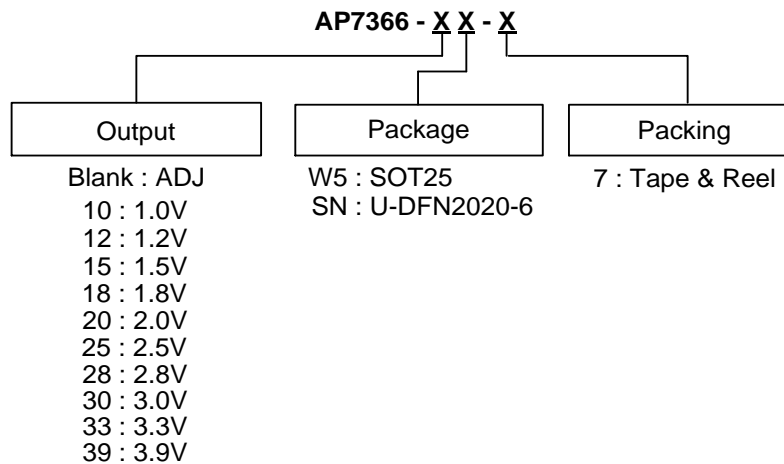 AP7366 - X X - X
Output
Package
Packing
Blank : ADJ
10 : 1.0V
12 : 1.2V
15 : 1.5V
18 : 1.8V
20 : 2.0V
25 : 2.5V
28 : 2.8V
30 : 3.0V
33 : 3.3V
39 : 3.9V
W5 : SOT25
SN : U-DFN2020-6
7 : Tape & Reel